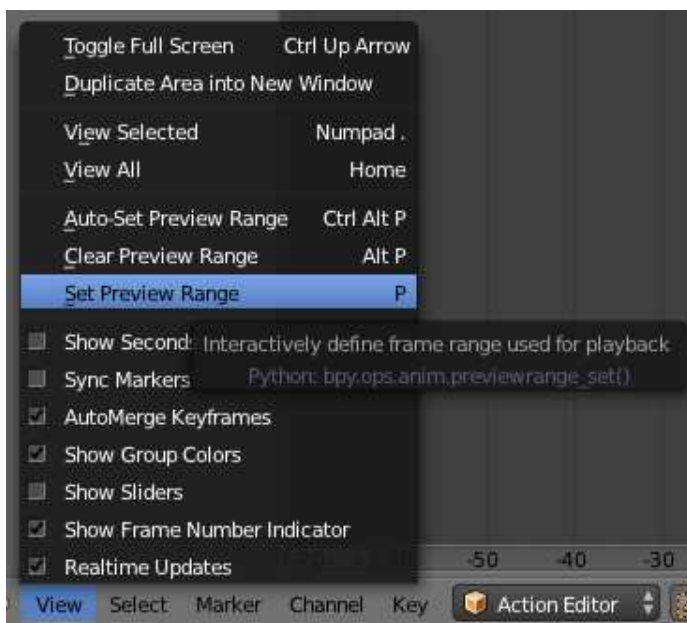 Toggle Full Screen Ctrl Up Arrow
Duplicate Area into New Window
View Selected Numpad .
View All Home
Auto-Set Preview Range Ctrl Alt P
Clear Preview Range Alt P
Set Preview Range P
Show Second
Interactively define frame range used for playback
Sync Markers
Python: bpy.ops.anim.previewrange_set()
AutoMerge Keyframes
Show Group Colors
Show Sliders
Show Frame Number Indicator
Realtime Updates
-50 -40 -30
View Select Marker Channel Key Action Editor